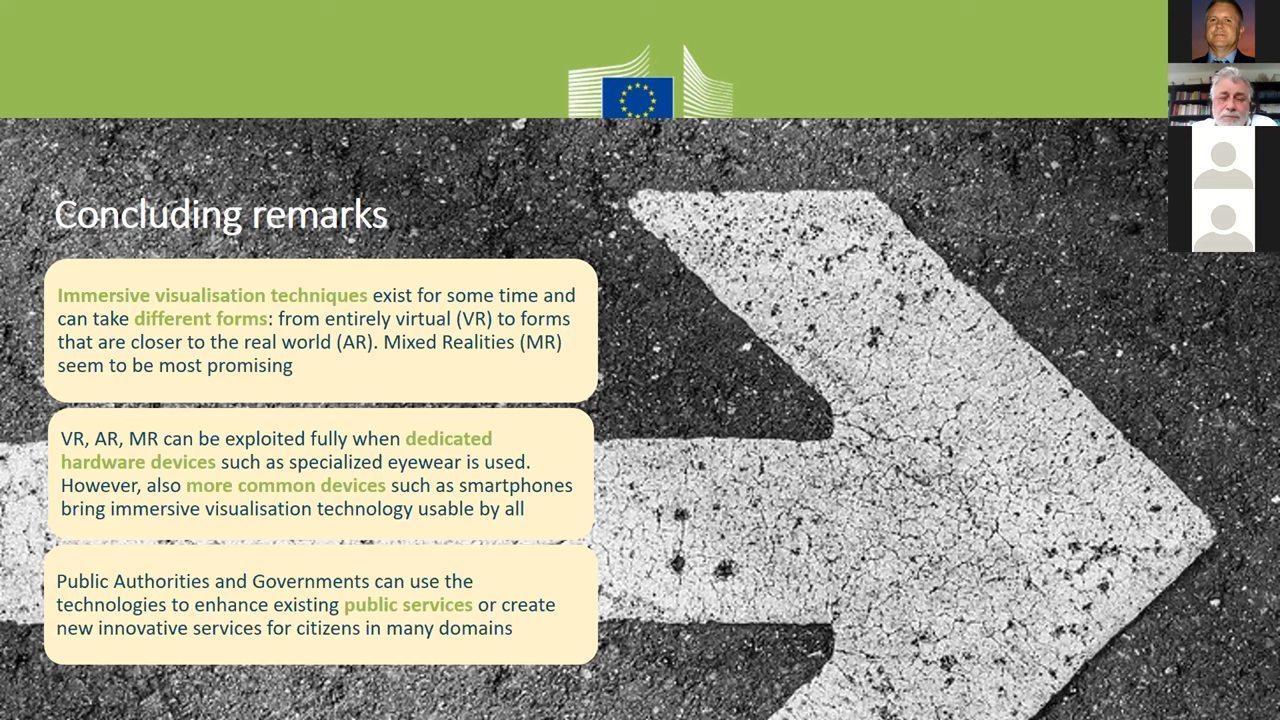 Concluding remarks
Immersive visualisation techniques exist for some time and
can take different forms: from entirely virtual (VR) to forms
that are closer to the real world (AR). Mixed Realities (MR)
seem to be most promising
VR, AR, MR can be exploited fully when dedicated
hardware devices such as specialized eyewear is used.
However, also more common devices such as smartphones
bring immersive visualisation technology usable by all
Public Authorities and Governments can use the
technologies to enhance existing public services or create
new innovative services for citizens in many domains